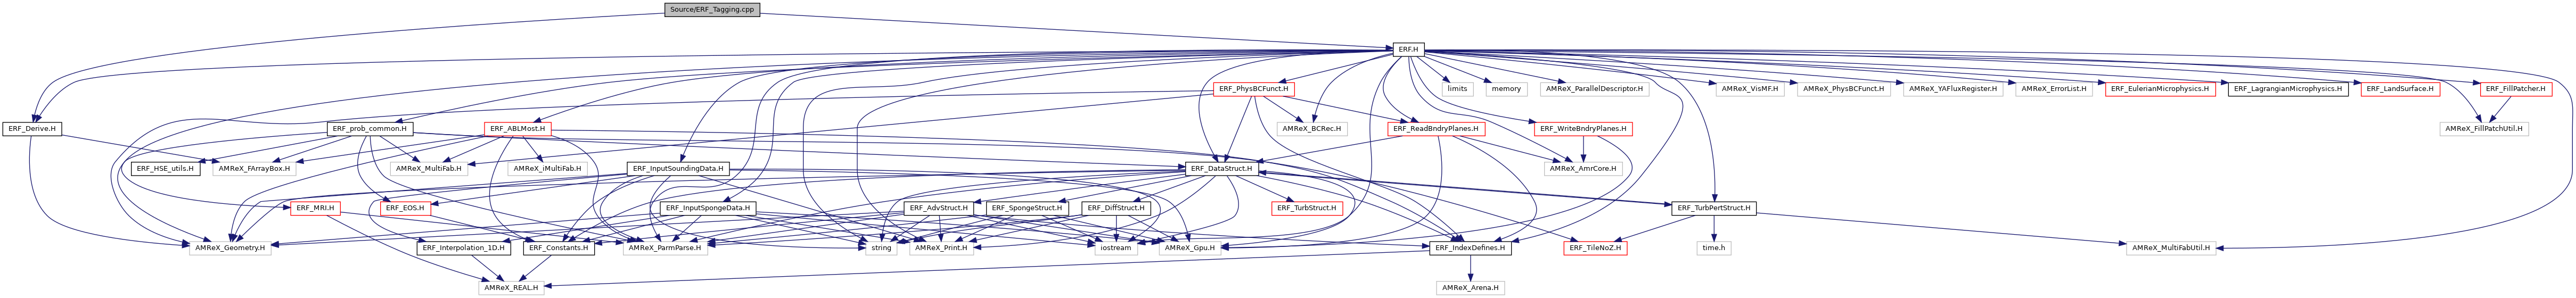 Source/ERF_Tagging.cpp
ERF.H
ERF_PhysBCFunct.H
limits
memory
AMReX_ParallelDescriptor.H
AMReX_VisMF.H
AMReX_PhysBCFunct.H
AMReX_YAFluxRegister.H
AMReX_ErrorList.H
ERF_EulerianMicrophysics.H
ERF_LagrangianMicrophysics.H
ERF_LandSurface.H
ERF_FillPatcher.H
ERF_Derive.H
ERF_prob_common.H
ERF_ABLMost.H
AMReX_BCRec.H
ERF_ReadBndryPlanes.H
ERF_WriteBndryPlanes.H
AMReX_FillPatchUtil.H
ERF_HSE_utils.H
AMReX_FArrayBox.H
AMReX_MultiFab.H
AMReX_iMultiFab.H
ERF_InputSoundingData.H
ERF_DataStruct.H
AMReX_AmrCore.H
ERF_MRI.H
ERF_EOS.H
ERF_InputSpongeData.H
ERF_AdvStruct.H
ERF_SpongeStruct.H
ERF_DiffStruct.H
ERF_TurbStruct.H
ERF_TurbPertStruct.H
AMReX_Geometry.H
ERF_Interpolation_1D.H
ERF_Constants.H
AMReX_ParmParse.H
string
AMReX_Print.H
iostream
AMReX_Gpu.H
ERF_IndexDefines.H
ERF_TileNoZ.H
time.h
AMReX_MultiFabUtil.H
AMReX_REAL.H
AMReX_Arena.H